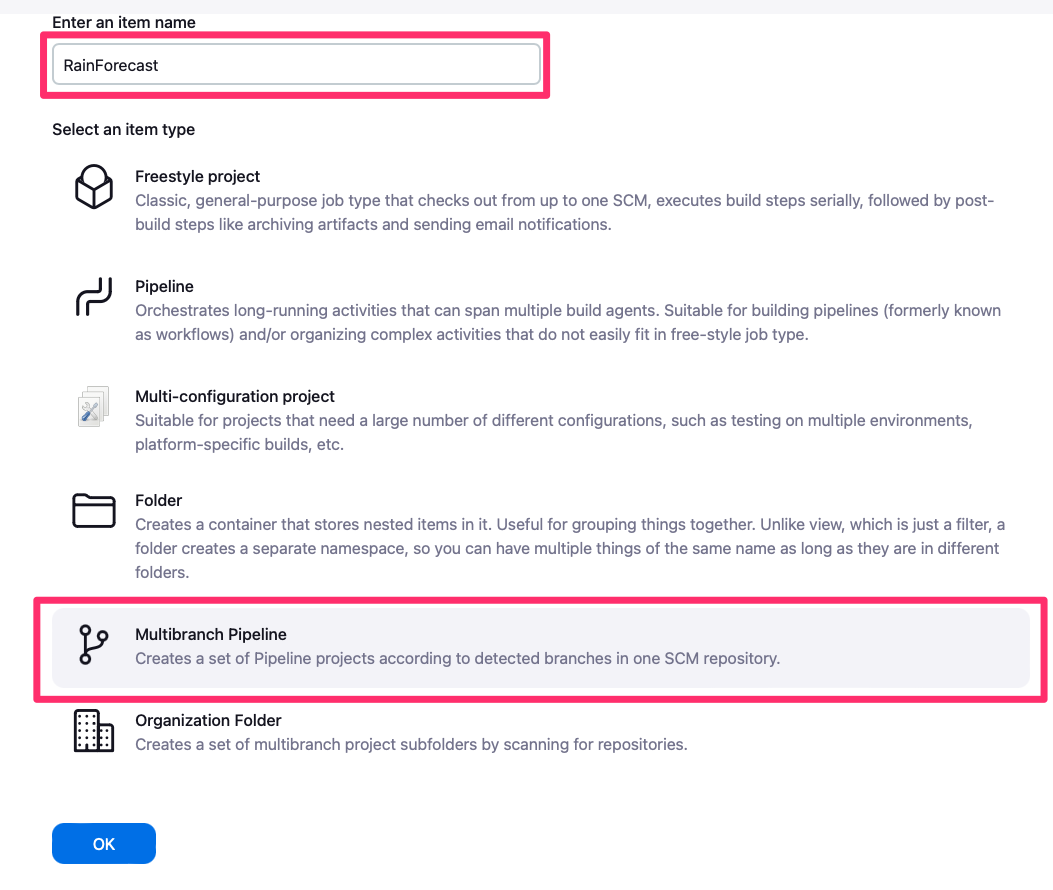 Enter an item name
RainForecast
Select an item type
Freestyle project
Classic, general-purpose job type that checks out from up to one SCM, executes build steps serially, followed by post-
build steps like archiving artifacts and sending email notifications.
Pipeline
Orchestrates long-running activities that can span multiple build agents. Suitable for building pipelines (formerly known
as workflows) and/or organizing complex activities that do not easily fit in free-style job type.
Multi-configuration project
Suitable for projects that need a large number of different configurations, such as testing on multiple environments,
platform-specific builds, etc.
Folder
Creates a container that stores nested items in it. Useful for grouping things together. Unlike view, which is just a filter, a
folder creates a separate namespace, so you can have multiple things of the same name as long as they are in different
folders.
Multibranch Pipeline
Creates a set of Pipeline projects according to detected branches in one SCM repository.
Organization Folder
Creates a set of multibranch project subfolders by scanning for repositories.
OK